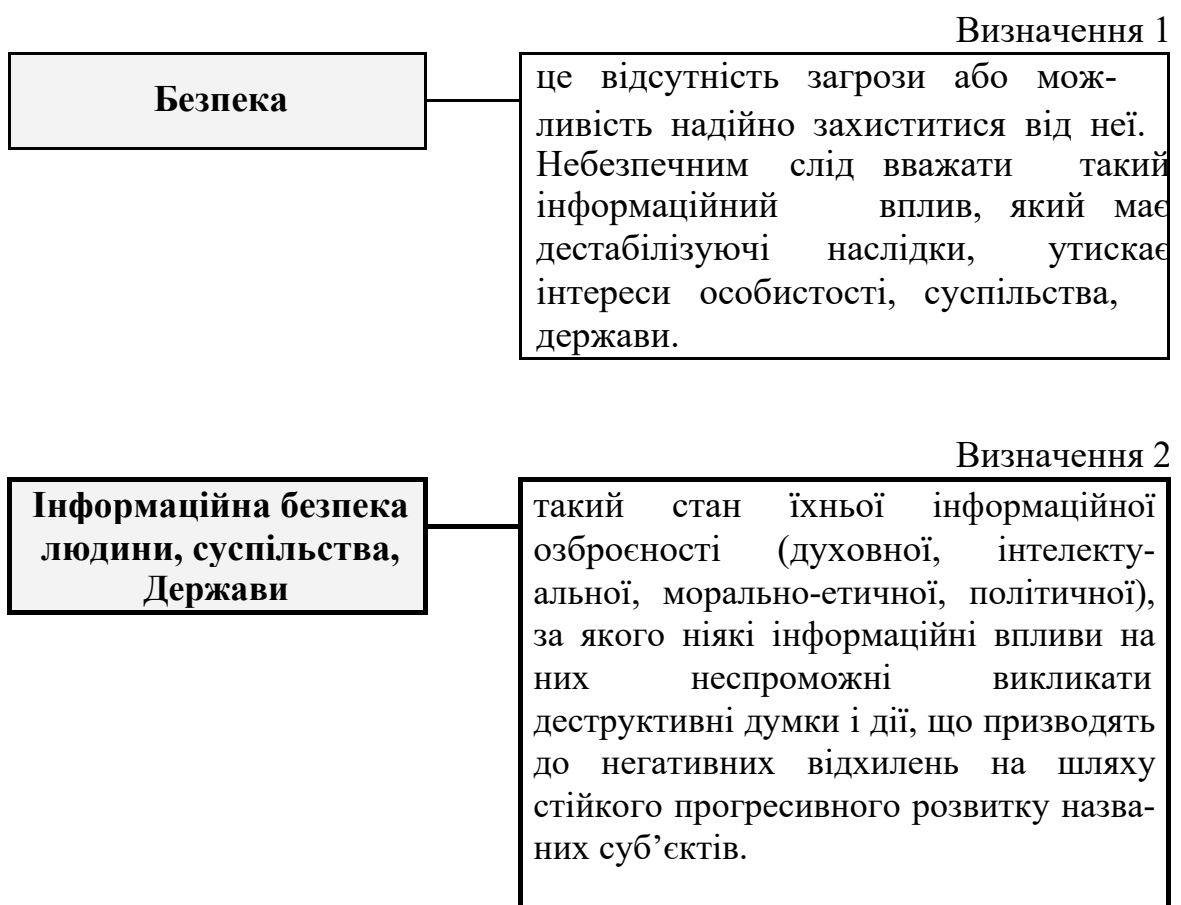 Визначення 1
Безпека
це відсутність загрози або мож-
ливість надійно захиститися від неї.
Небезпечним слід вважати такий
інформаційний вплив, який має
дестабілізуючі наслідки, утискає
інтереси особистості, суспільства,
держави.
Визначення 2
Інформаційна безпека
людини, суспільства,
Держави
такий стан їхньої інформаційної
озброєності (духовної, інтелекту-
альної, морально-етичної, політичної),
за якого ніякі інформаційні впливи на
них неспроможні викликати
деструктивні думки і дії, що призводять
до негативних відхилень на шляху
стійкого прогресивного розвитку назва-
них суб’єктів.